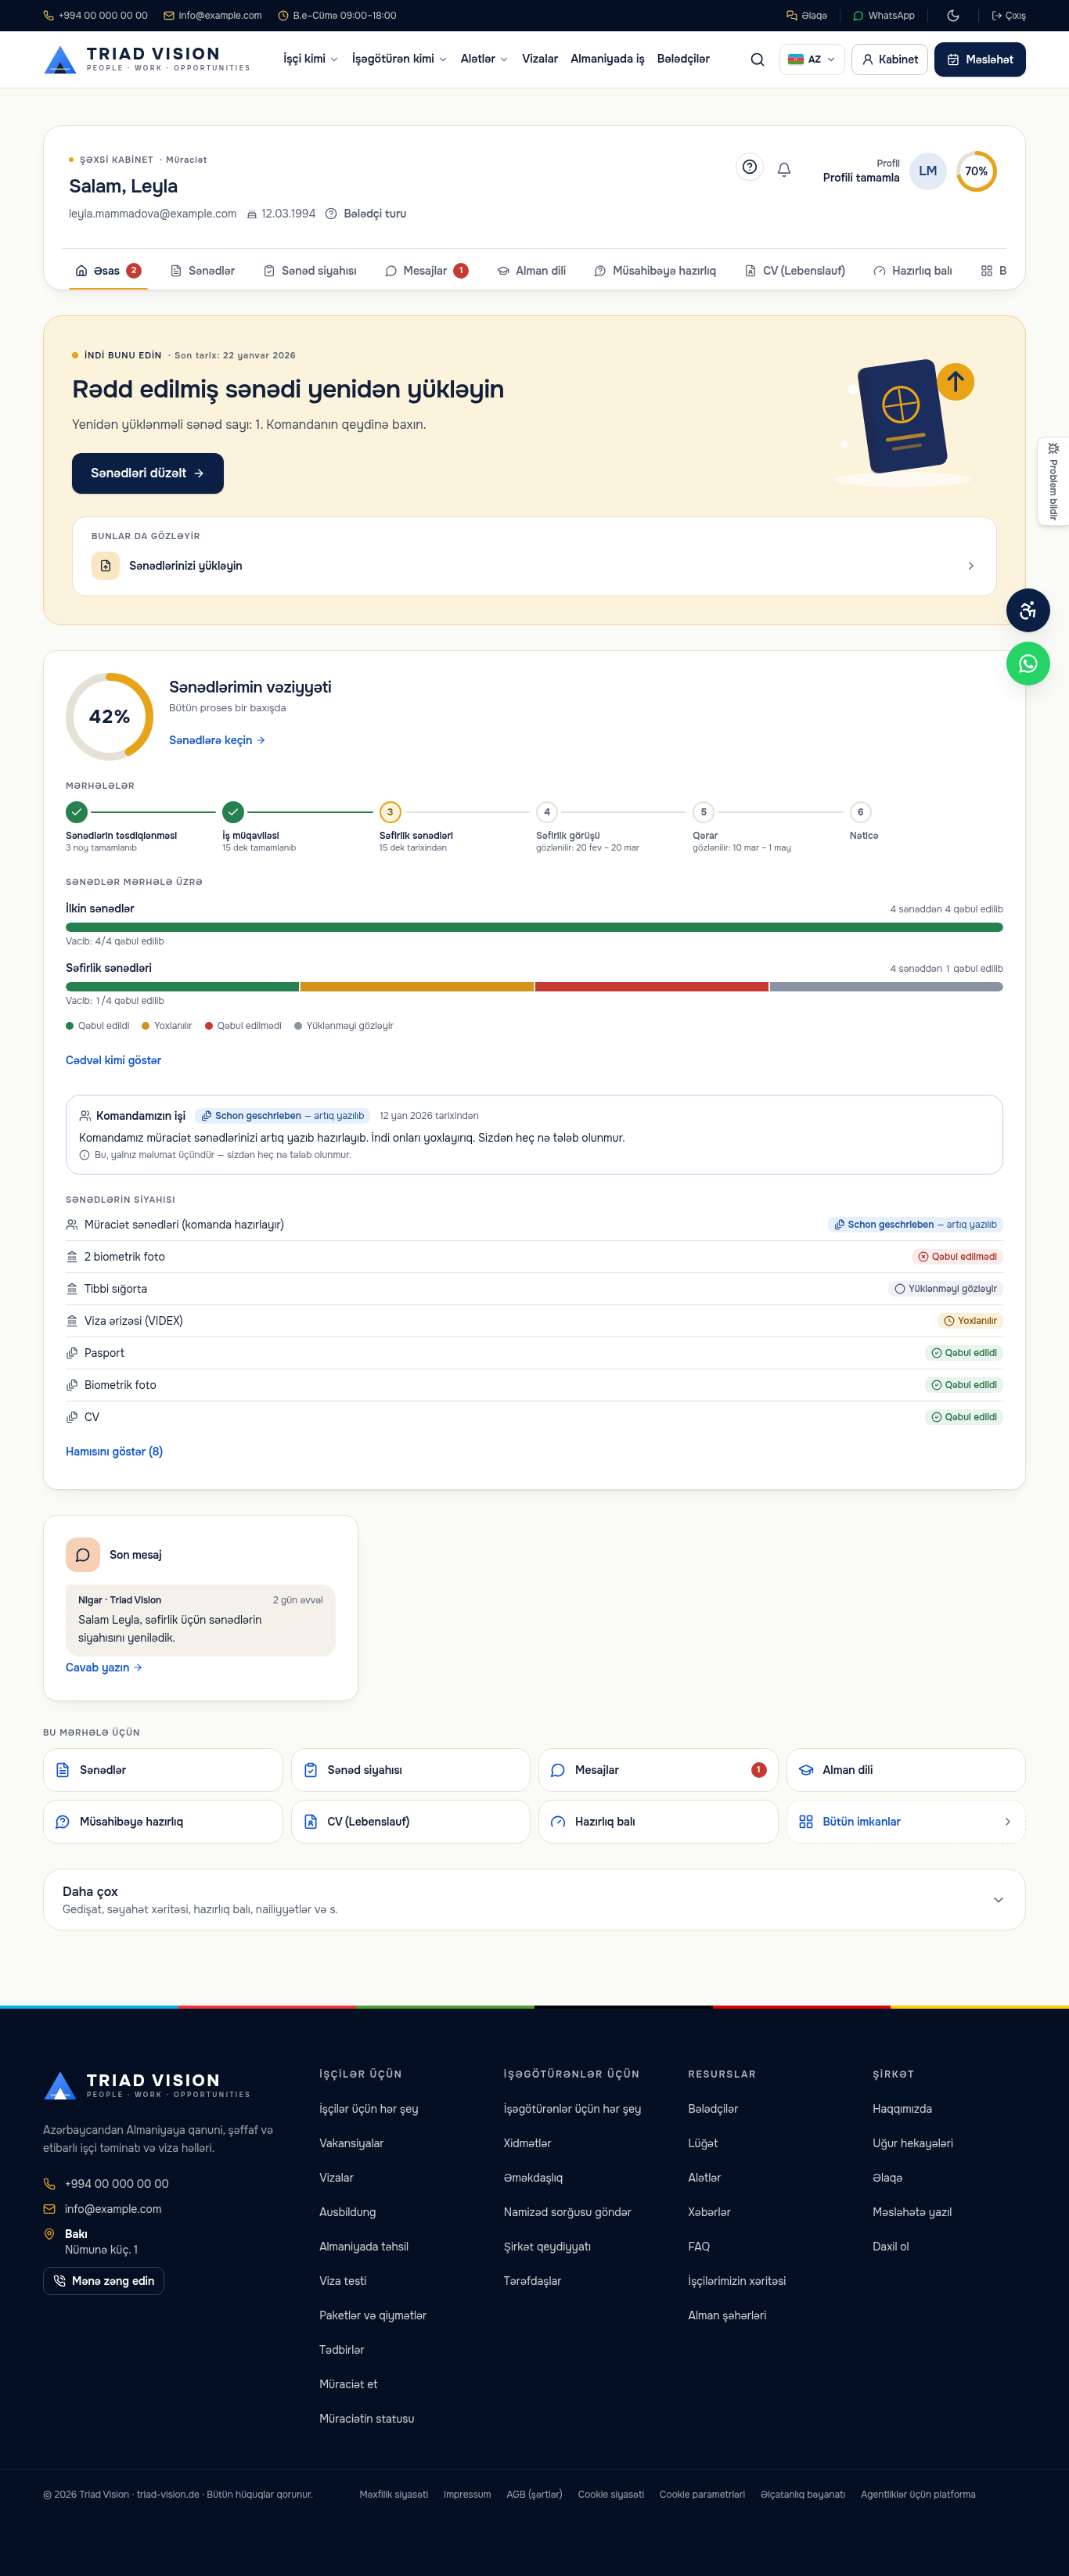 +994 00 000 00 00 info@example.com B.e–Cümə 09:00–18:00 Əlaqə WhatsApp Çıxış
TRIAD VISION
PEOPLE · WORK · OPPORTUNITIES
İşçi kimi İşəgötürən kimi Alətlər Vizalar Almaniyada iş Bələdçilər AZ Kabinet Məsləhət
ŞƏXSİ KABİNET · Müraciət
Salam, Leyla
leyla.mammadova@example.com 12.03.1994 Bələdçi turu
Profil
Profili tamamla
LM
70%
Əsas 2 Sənədlər Sənəd siyahısı Mesajlar 1 Alman dili Müsahibəyə hazırlıq CV (Lebenslauf) Hazırlıq balı B
İNDİ BUNU EDİN · Son tarix: 22 yanvar 2026
Rədd edilmiş sənədi yenidən yükləyin
Yenidən yüklənməli sənəd sayı: 1. Komandanın qeydinə baxın.
Sənədləri düzəlt
BUNLAR DA GÖZLƏYİR
Sənədlərinizi yükləyin
Problem bildir
42%
Sənədlərimin vəziyyəti
Bütün proses bir baxışda
Sənədlərə keçin
MƏRHƏLƏLƏR
3 4 5 6
Sənədlərin təsdiqlənməsi İş müqaviləsi Səfirlik sənədləri Səfirlik görüşü Qərar Nəticə
3 noy tamamlanıb 15 dek tamamlanıb 15 dek tarixindən gözlənilir: 20 fev – 20 mar gözlənilir: 10 mar – 1 may
SƏNƏDLƏR MƏRHƏLƏ ÜZRƏ
İlkin sənədlər 4 sənəddən 4 qəbul edilib
Vacib: 4/4 qəbul edilib
Səfirlik sənədləri 4 sənəddən 1 qəbul edilib
Vacib: 1/4 qəbul edilib
Qəbul edildi Yoxlanılır Qəbul edilmədi Yüklənməyi gözləyir
Cədvəl kimi göstər
Komandamızın işi Schon geschrieben — artıq yazılıb 12 yan 2026 tarixindən
Komandamız müraciət sənədlərinizi artıq yazıb hazırlayıb. İndi onları yoxlayırıq. Sizdən heç nə tələb olunmur.
Bu, yalnız məlumat üçündür — sizdən heç nə tələb olunmur.
SƏNƏDLƏRİN SİYAHISI
Müraciət sənədləri (komanda hazırlayır) Schon geschrieben — artıq yazılıb
2 biometrik foto Qəbul edilmədi
Tibbi sığorta Yüklənməyi gözləyir
Viza ərizəsi (VIDEX) Yoxlanılır
Pasport Qəbul edildi
Biometrik foto Qəbul edildi
CV Qəbul edildi
Hamısını göstər (8)
Son mesaj
Nigar · Triad Vision 2 gün əvvəl
Salam Leyla, səfirlik üçün sənədlərin
siyahısını yenilədik.
Cavab yazın
BU MƏRHƏLƏ ÜÇÜN
Sənədlər Sənəd siyahısı Mesajlar 1 Alman dili
Müsahibəyə hazırlıq CV (Lebenslauf) Hazırlıq balı Bütün imkanlar
Daha çox
Gedişat, səyahət xəritəsi, hazırlıq balı, nailiyyətlər və s.
TRIAD VISION
PEOPLE · WORK · OPPORTUNITIES
Azərbaycandan Almaniyaya qanuni, şəffaf və
etibarlı işçi təminatı və viza həlləri.
+994 00 000 00 00
info@example.com
Bakı
Nümunə küç. 1
Mənə zəng edin
İŞÇİLƏR ÜÇÜN
İşçilər üçün hər şey
Vakansiyalar
Vizalar
Ausbildung
Almaniyada təhsil
Viza testi
Paketlər və qiymətlər
Tədbirlər
Müraciət et
Müraciətin statusu
İŞƏGÖTÜRƏNLƏR ÜÇÜN
İşəgötürənlər üçün hər şey
Xidmətlər
Əməkdaşlıq
Namizəd sorğusu göndər
Şirkət qeydiyyatı
Tərəfdaşlar
RESURSLAR
Bələdçilər
Lüğət
Alətlər
Xəbərlər
FAQ
İşçilərimizin xəritəsi
Alman şəhərləri
ŞİRKƏT
Haqqımızda
Uğur hekayələri
Əlaqə
Məsləhətə yazıl
Daxil ol
© 2026 Triad Vision · triad-vision.de · Bütün hüquqlar qorunur. Məxfilik siyasəti Impressum AGB (şərtlər) Cookie siyasəti Cookie parametrləri Əlçatanlıq bəyanatı Agentliklər üçün platforma